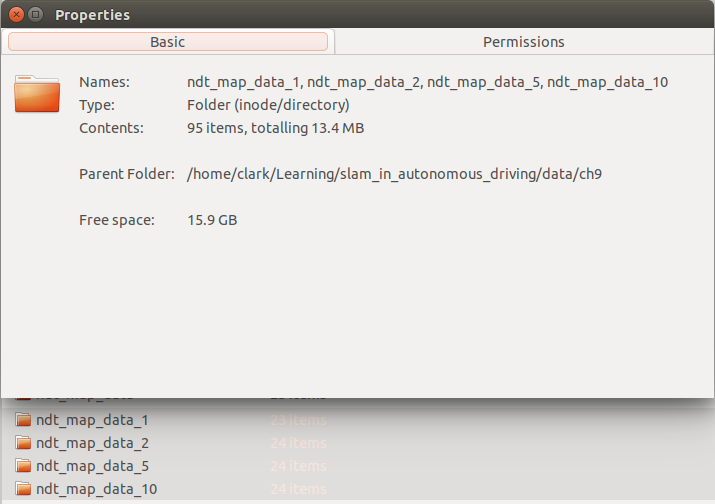 Properties
Basic Permissions
Names: ndt_map_data_1, ndt_map_data_2, ndt_map_data_5, ndt_map_data_10
Type: Folder (inode/directory)
Contents: 95 items, totalling 13.4 MB
Parent Folder: /home/clark/Learning/slam_in_autonomous_driving/data/ch9
Free space: 15.9 GB
ndt_map_data_1 23 items
ndt_map_data_2 24 items
ndt_map_data_5 24 items
ndt_map_data_10 24 items